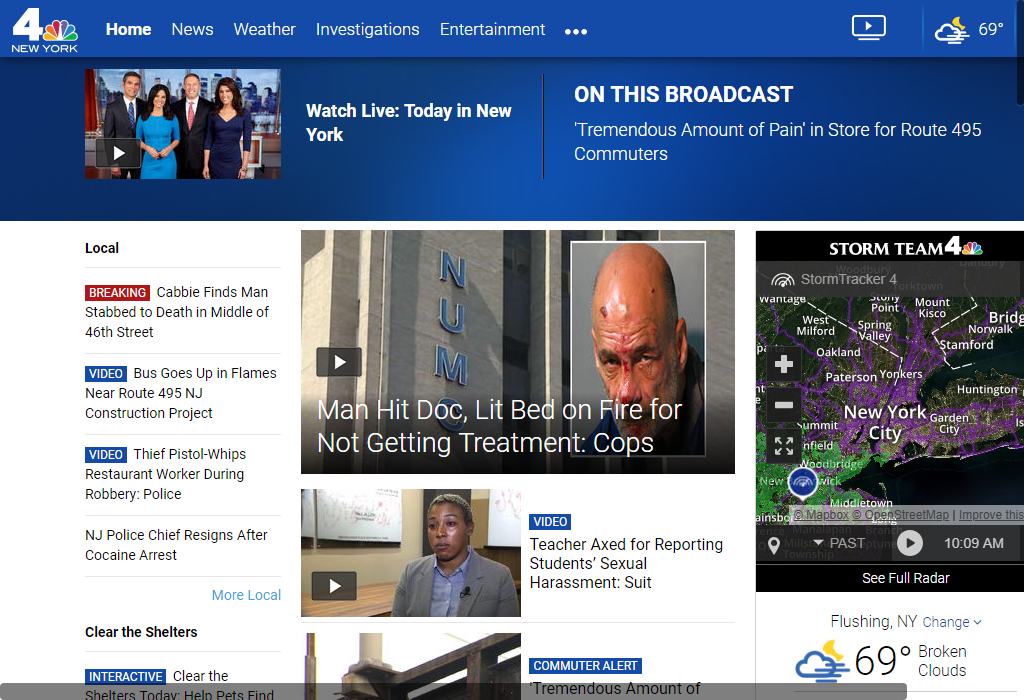 4
NEW YORK
Home
News
Weather
Investigations
Entertainment
69°
Watch Live: Today in New
York
ON THIS BROADCAST
'Tremendous Amount of Pain' in Store for Route 495
Commuters
Local
BREAKING Cabbie Finds Man
Stabbed to Death in Middle of
46th Street
VIDEO Bus Goes Up in Flames
Near Route 495 NJ
Construction Project
VIDEO Thief Pistol-Whips
Restaurant Worker During
Robbery: Police
NJ Police Chief Resigns After
Cocaine Arrest
More Local
Clear the Shelters
INTERACTIVE Clear the
Shelters Today: Help Pets Find
NUMC
Man Hit Doc, Lit Bed on Fire for
Not Getting Treatment: Cops
VIDEO
Teacher Axed for Reporting
Students’ Sexual
Harassment: Suit
COMMUTER ALERT
'Tremendous Amount of
STORM TEAM 4
StormTracker 4
Woodbury
Danbury
Yorktown
Wantage
Stony
Point
Mount
Kisco
Bridg
West
Milford
Spring
Valley
Norwalk
Stamford
Oakland
Paterson
Yonkers
Huntington
New York
City
Garden
City
Summit
nfield
Woodbridge
New
wick
Middletown
ainsbo
© Mapbox © OpenStreetMap | Improve this
PAST
10:09 AM
Township
See Full Radar
Flushing, NY Change
69°
Broken
Clouds